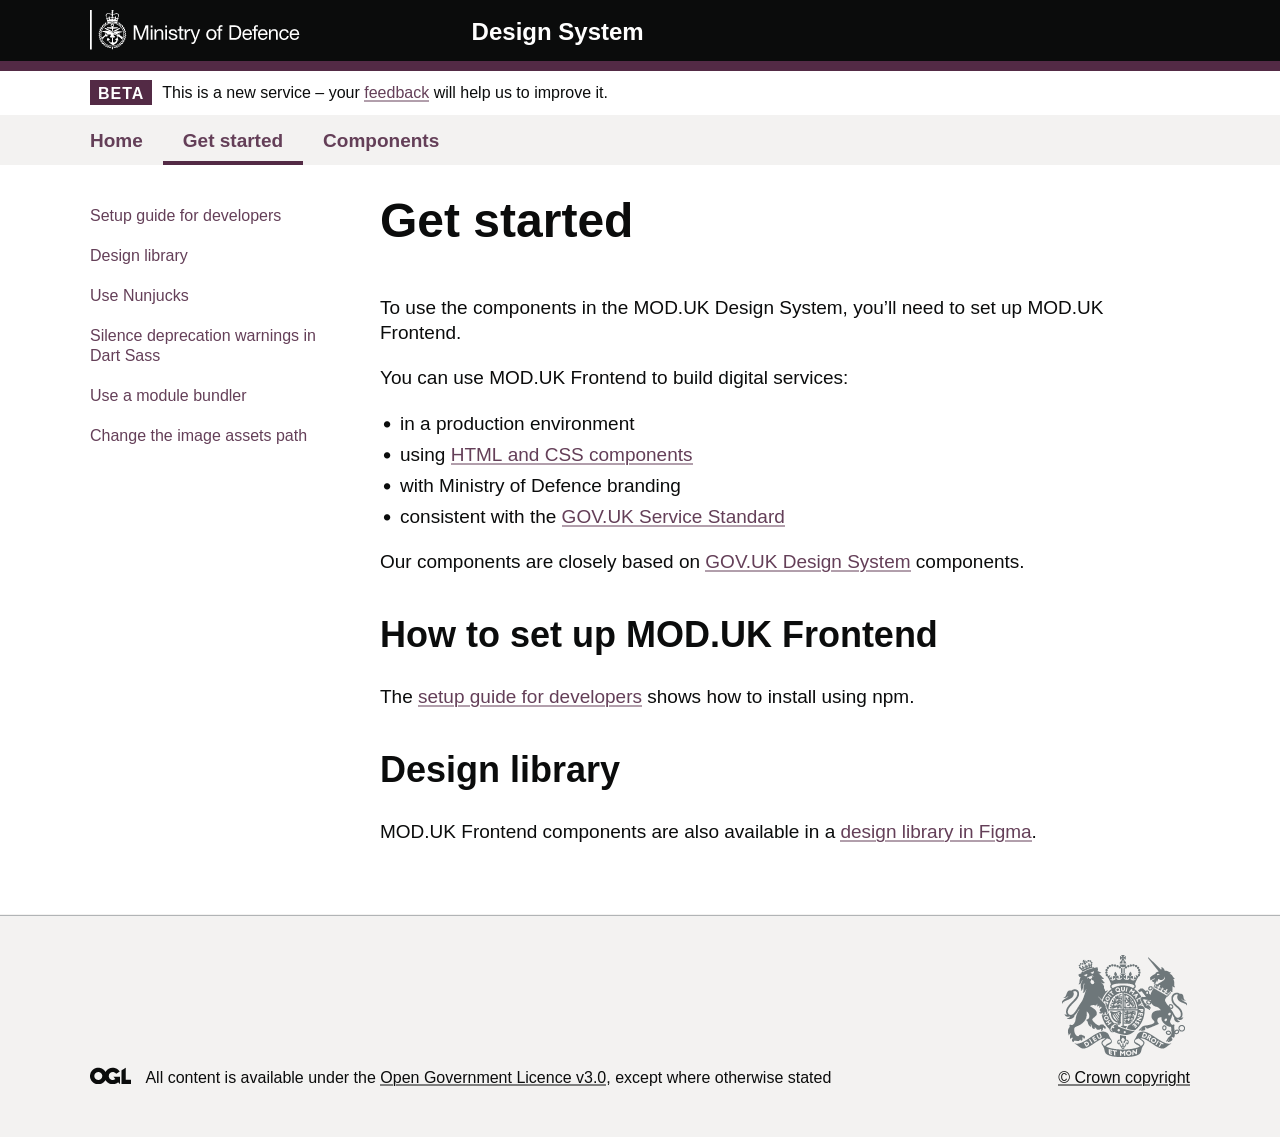 Ministry of Defence
Design System
BETA
This is a new service – your feedback will help us to improve it.
Home
Get started
Components
Setup guide for developers
Design library
Use Nunjucks
Silence deprecation warnings in
Dart Sass
Use a module bundler
Change the image assets path
Get started
To use the components in the MOD.UK Design System, you’ll need to set up MOD.UK
Frontend.
You can use MOD.UK Frontend to build digital services:
in a production environment
using HTML and CSS components
with Ministry of Defence branding
consistent with the GOV.UK Service Standard
Our components are closely based on GOV.UK Design System components.
How to set up MOD.UK Frontend
The setup guide for developers shows how to install using npm.
Design library
MOD.UK Frontend components are also available in a design library in Figma.
DIEU ET MON DROIT
OGL
All content is available under the Open Government Licence v3.0, except where otherwise stated
© Crown copyright